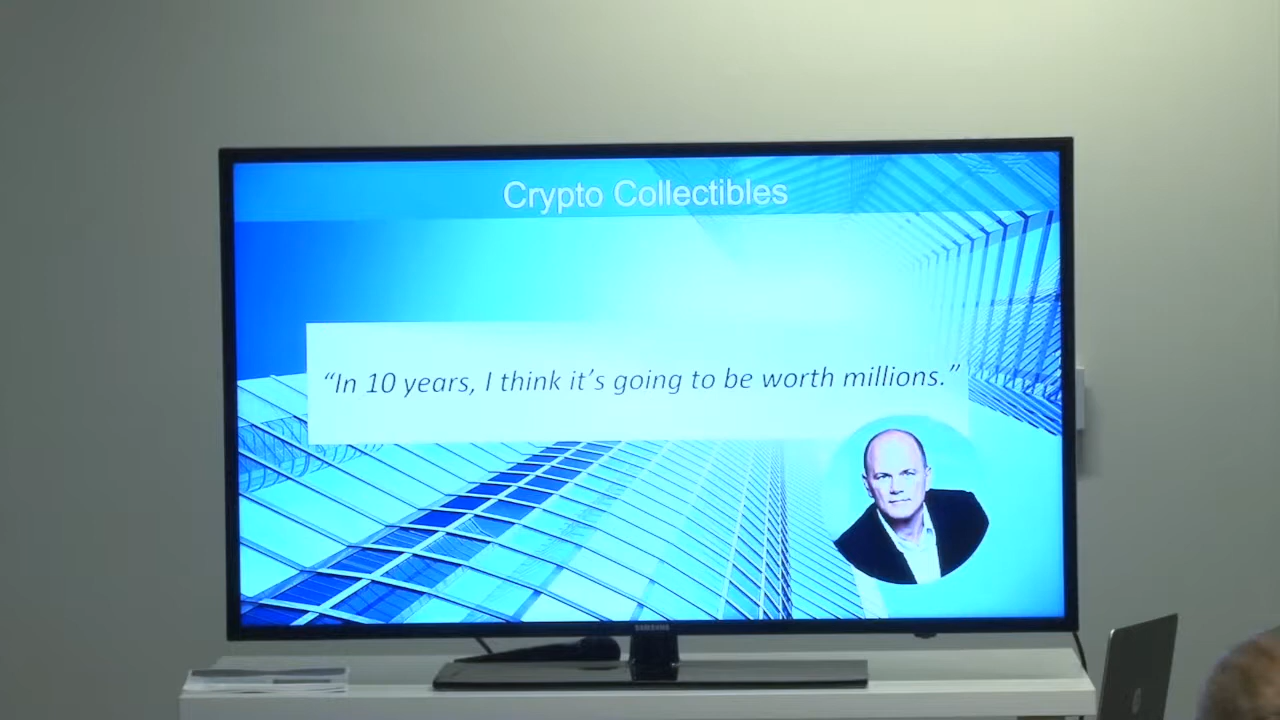 Crypto Collectibles
“In 10 years, I think it’s going to be worth millions.”
SAMSUNG